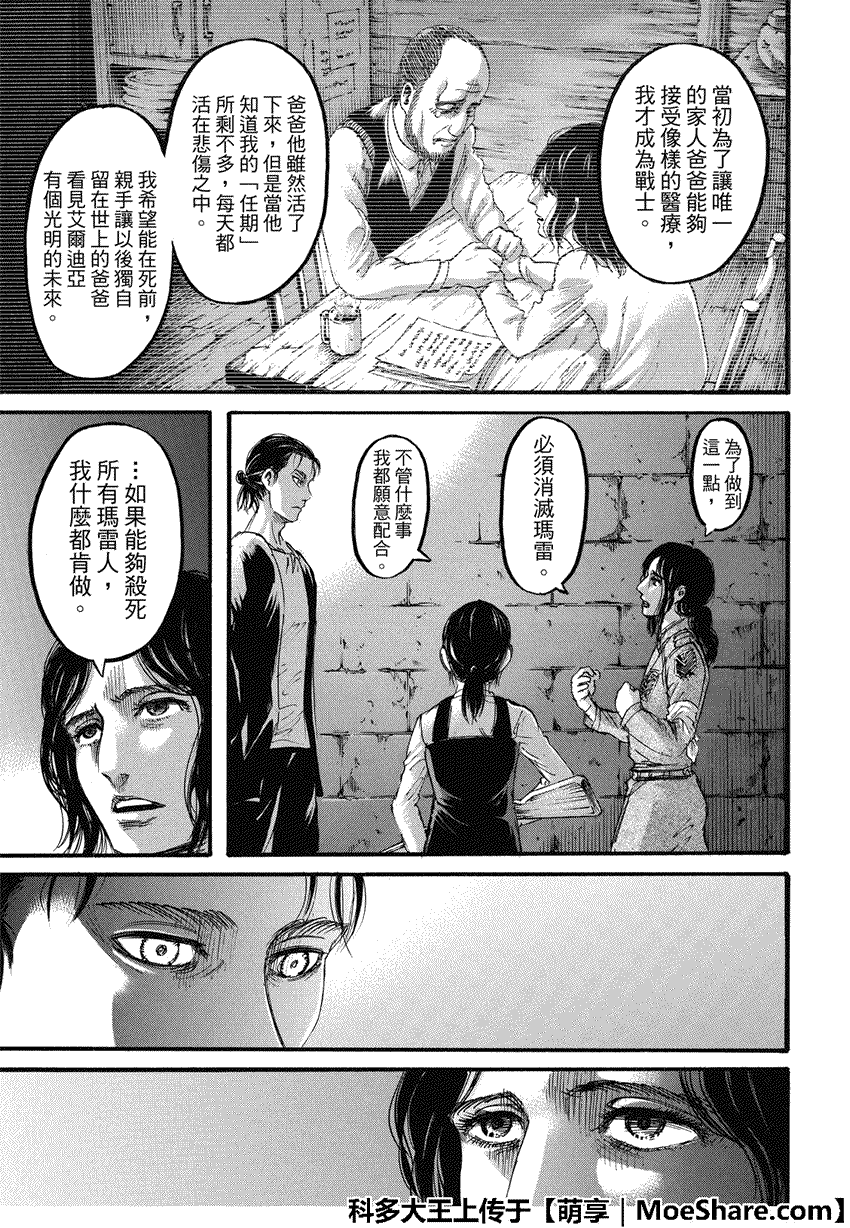 當初為了讓唯一
的家人爸爸能夠
接受像樣的醫療，
我才成為戰士。
爸爸他雖然活了
下來，但是當他
知道我的「任期」
所剩不多，每天都
活在悲傷之中。
我希望能在死前，
親手讓以後獨自
留在世上的爸爸
看見艾爾迪亞
有個光明的未來。
為了做到
這一點，
必須消滅瑪雷。
不管什麼事
我都願意配合。
…如果能夠殺死
所有瑪雷人，
我什麼都肯做。
科多大王上传于【萌享｜MoeShare.com】